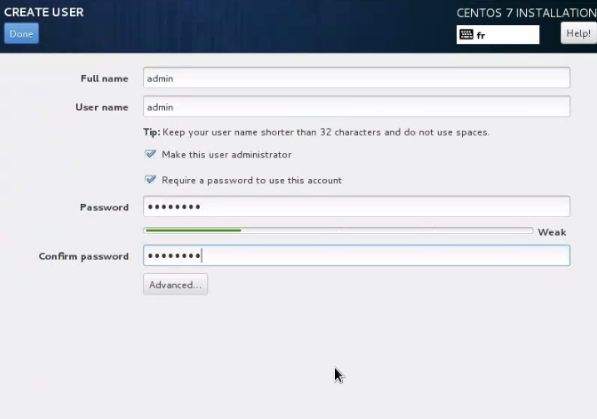 CREATE USER
CENTOS 7 INSTALLATION
Done
fr
Help!
Full name
admin
User name
admin
Tip: Keep your user name shorter than 32 characters and do not use spaces.
Make this user administrator
Require a password to use this account
Password
••••••••
Weak
Confirm password
••••••••
Advanced...